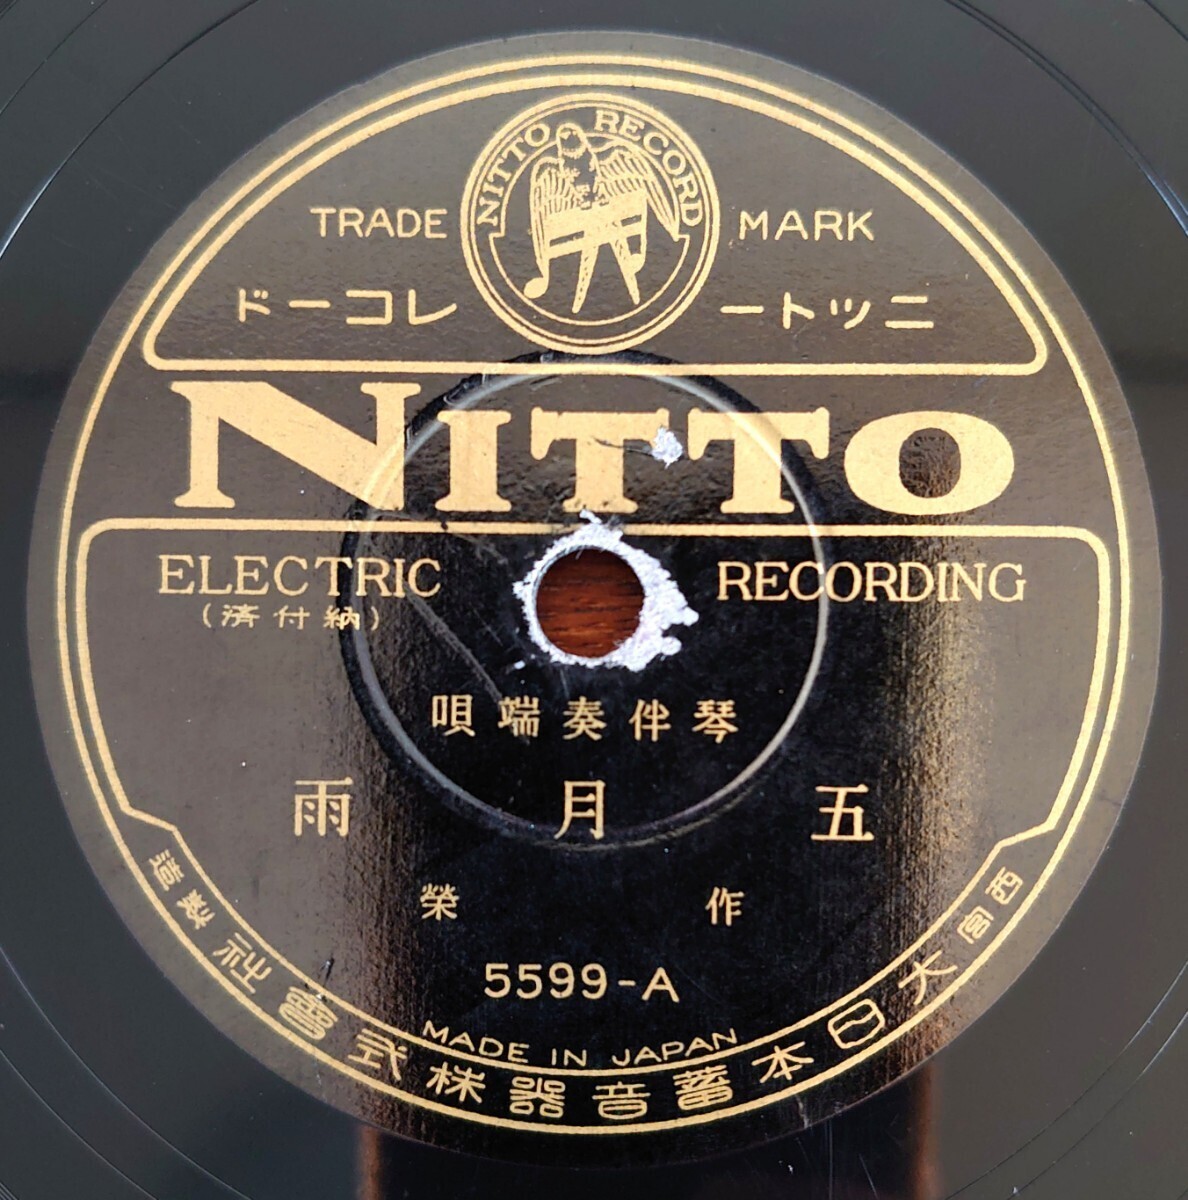 NITTO RECORD
TRADE MARK
ニットー レコード
NITTO
ELECTRIC RECORDING
(納付済)
琴伴奏端唄
五月雨
作榮
5599-A
MADE IN JAPAN
西宮 大日本蓄音器株式會社製造